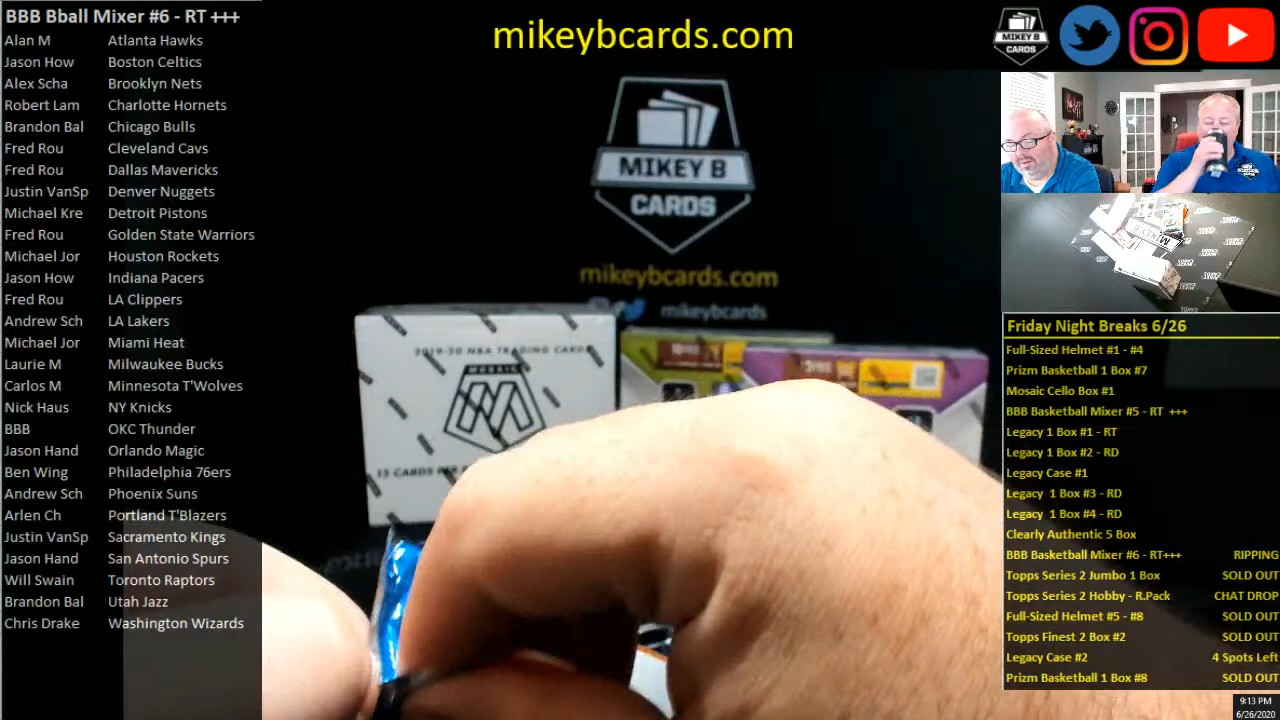 BBB Bball Mixer #6 - RT +++
Alan M Atlanta Hawks
Jason How Boston Celtics
Alex Scha Brooklyn Nets
Robert Lam Charlotte Hornets
Brandon Bal Chicago Bulls
Fred Rou Cleveland Cavs
Fred Rou Dallas Mavericks
Justin VanSp Denver Nuggets
Michael Kre Detroit Pistons
Fred Rou Golden State Warriors
Michael Jor Houston Rockets
Jason How Indiana Pacers
Fred Rou LA Clippers
Andrew Sch LA Lakers
Michael Jor Miami Heat
Laurie M Milwaukee Bucks
Carlos M Minnesota T'Wolves
Nick Haus NY Knicks
BBB OKC Thunder
Jason Hand Orlando Magic
Ben Wing Philadelphia 76ers
Andrew Sch Phoenix Suns
Arlen Ch Portland T'Blazers
Justin VanSp Sacramento Kings
Jason Hand San Antonio Spurs
Will Swain Toronto Raptors
Brandon Bal Utah Jazz
Chris Drake Washington Wizards
mikeybcards.com
MIKEY B
CARDS
MIKEY B
CARDS
mikeybcards.com
mikeybcards
2019-20 NBA TRADING CARDS
MOSAIC
15 CARDS PER
Friday Night Breaks 6/26
Full-Sized Helmet #1 - #4
Prizm Basketball 1 Box #7
Mosaic Cello Box #1
BBB Basketball Mixer #5 - RT +++
Legacy 1 Box #1 - RT
Legacy 1 Box #2 - RD
Legacy Case #1
Legacy 1 Box #3 - RD
Legacy 1 Box #4 - RD
Clearly Authentic 5 Box
BBB Basketball Mixer #6 - RT+++ RIPPING
Topps Series 2 Jumbo 1 Box SOLD OUT
Topps Series 2 Hobby - R.Pack CHAT DROP
Full-Sized Helmet #5 - #8 SOLD OUT
Topps Finest 2 Box #2 SOLD OUT
Legacy Case #2 4 Spots Left
Prizm Basketball 1 Box #8 SOLD OUT
9:13 PM
6/26/2020